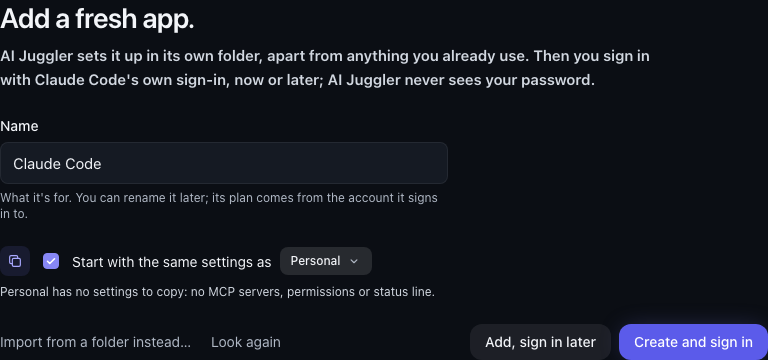 Add a fresh app.
AI Juggler sets it up in its own folder, apart from anything you already use. Then you sign in
with Claude Code's own sign-in, now or later; AI Juggler never sees your password.
Name
Claude Code
What it's for. You can rename it later; its plan comes from the account it signs
in to.
Start with the same settings as Personal
Personal has no settings to copy: no MCP servers, permissions or status line.
Import from a folder instead... Look again Add, sign in later Create and sign in